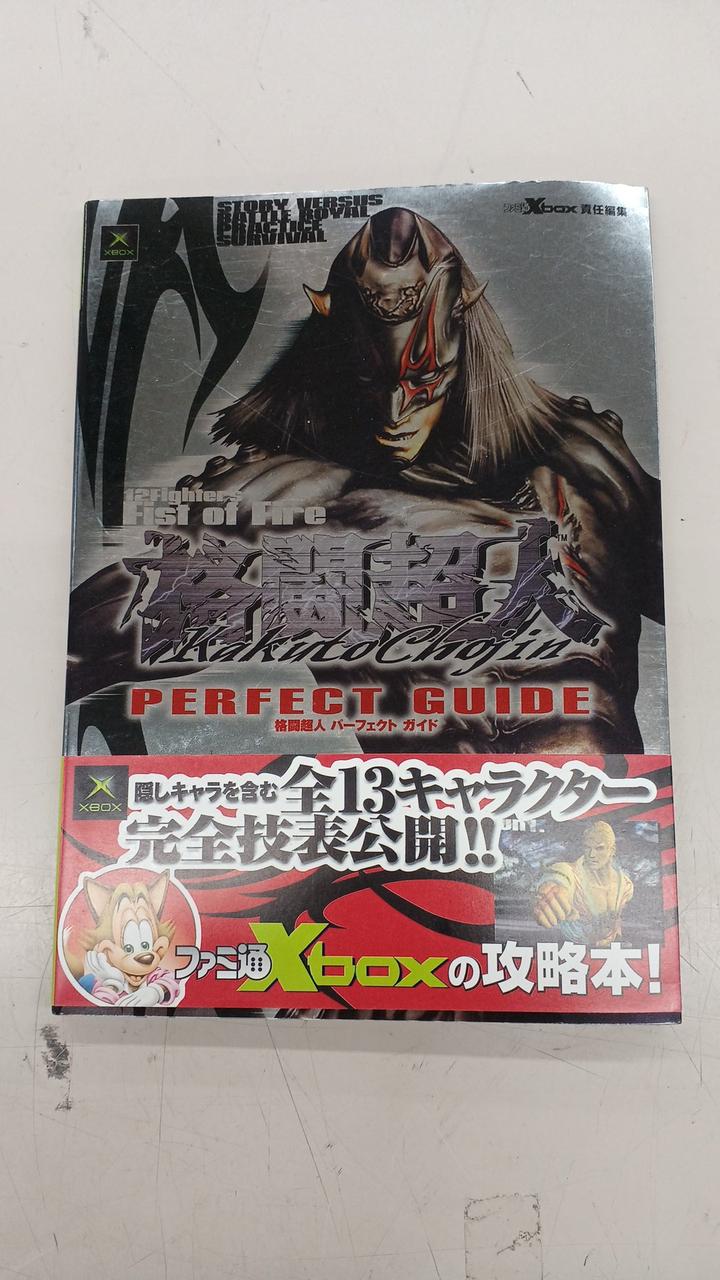 STORY VERSUS
BATTLE ROYAL
PRACTICE
SURVIVAL
XBOX
ファミ通Xbox 責任編集
12Fighters
Fist of Fire
格闘超人™
Kakuto Chojin
PERFECT GUIDE
格闘超人 パーフェクト ガイド
XBOX
隠しキャラを含む全13キャラクター
完全技表公開!!
ファミ通Xboxの攻略本!